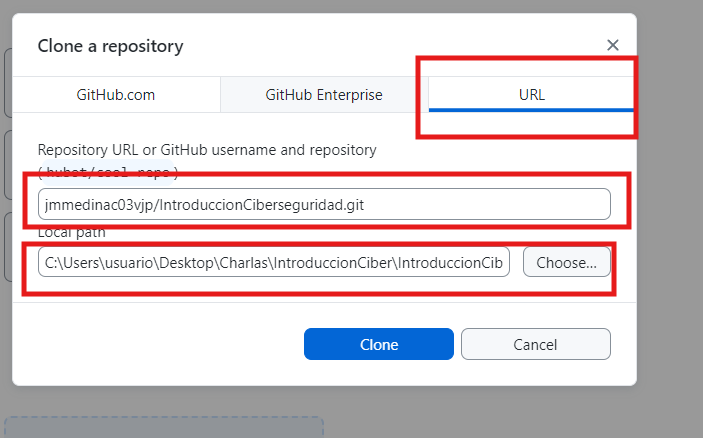 Clone a repository
GitHub.com
GitHub Enterprise
URL
Repository URL or GitHub username and repository
(hubot/cool-repo)
jmmedinac03vjp/IntroduccionCiberseguridad.git
Local path
C:\Users\usuario\Desktop\Charlas\IntroduccionCiber\IntroduccionCib
Choose...
Clone
Cancel